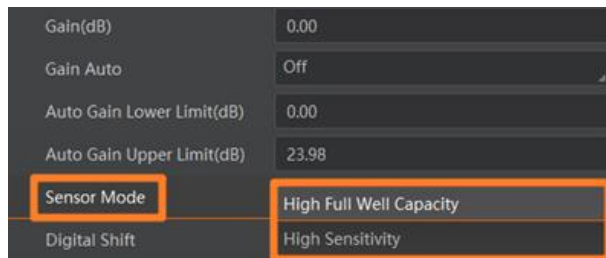 Gain(dB) 0.00
Gain Auto Off
Auto Gain Lower Limit(dB) 0.00
Auto Gain Upper Limit(dB) 23.98
Sensor Mode High Full Well Capacity
Digital Shift High Sensitivity